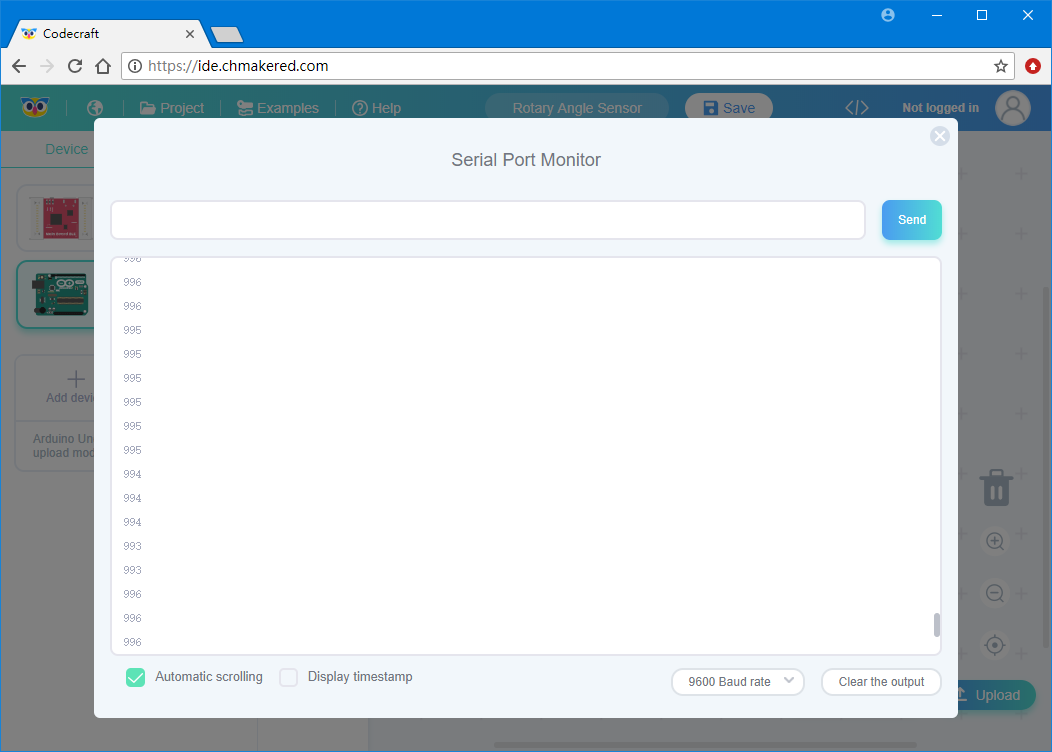 Codecraft
https://ide.chmakered.com
Project
Examples
Help
Rotary Angle Sensor
Save
Not logged in
Device
Serial Port Monitor
Send
996
996
996
995
995
995
995
995
995
994
994
994
993
993
996
996
996
Add devi
Arduino Un
upload mod
Automatic scrolling
Display timestamp
9600 Baud rate
Clear the output
Upload